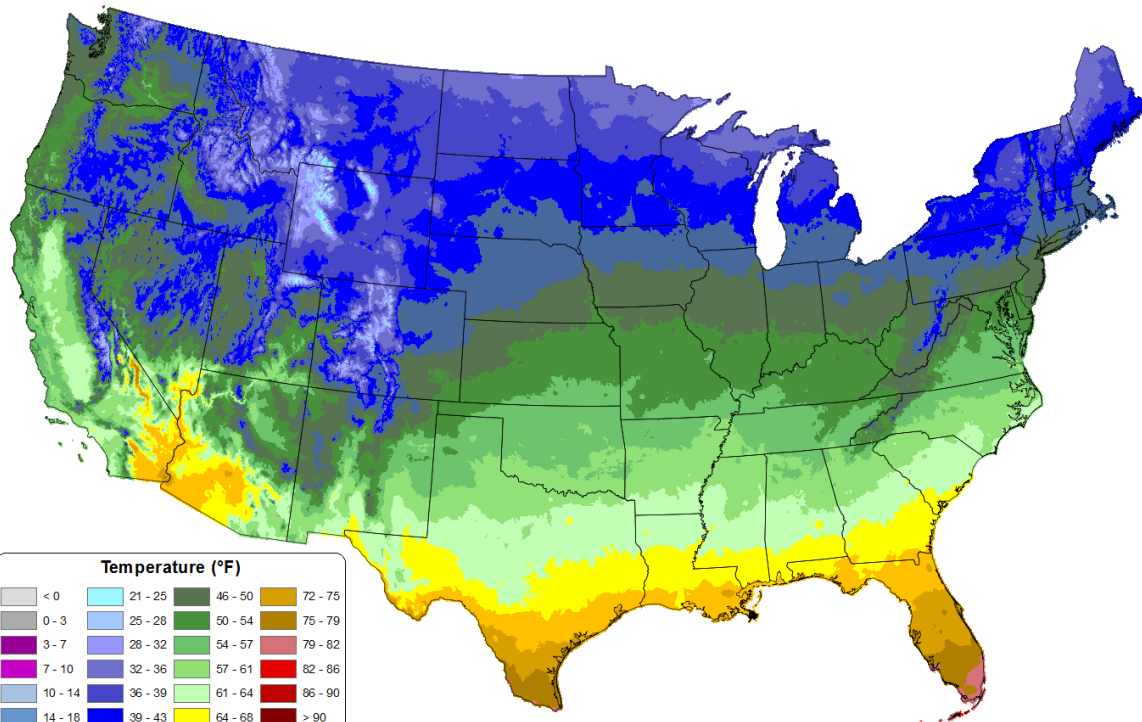 Temperature (°F)
< 0 21 - 25 46 - 50 72 - 75
0 - 3 25 - 28 50 - 54 75 - 79
3 - 7 28 - 32 54 - 57 79 - 82
7 - 10 32 - 36 57 - 61 82 - 86
10 - 14 36 - 39 61 - 64 86 - 90
14 - 18 39 - 43 64 - 68 > 90